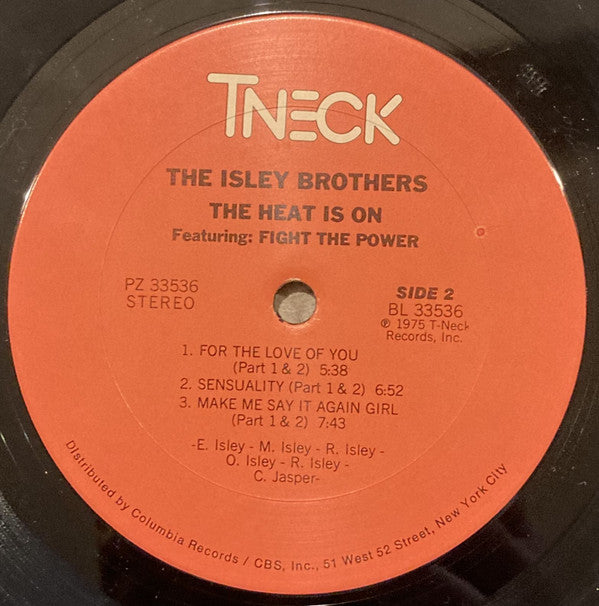 TNECK
THE ISLEY BROTHERS
THE HEAT IS ON
Featuring: FIGHT THE POWER
PZ 33536
STEREO
SIDE 2
BL 33536
℗ 1975 T-Neck
Records, Inc.
1. FOR THE LOVE OF YOU
(Part 1 & 2) 5:38
2. SENSUALITY (Part 1 & 2) 6:52
3. MAKE ME SAY IT AGAIN GIRL
(Part 1 & 2) 7:43
-E. Isley - M. Isley - R. Isley -
O. Isley - R. Isley -
C. Jasper-
Distributed by Columbia Records / CBS, Inc., 51 West 52 Street, New York City